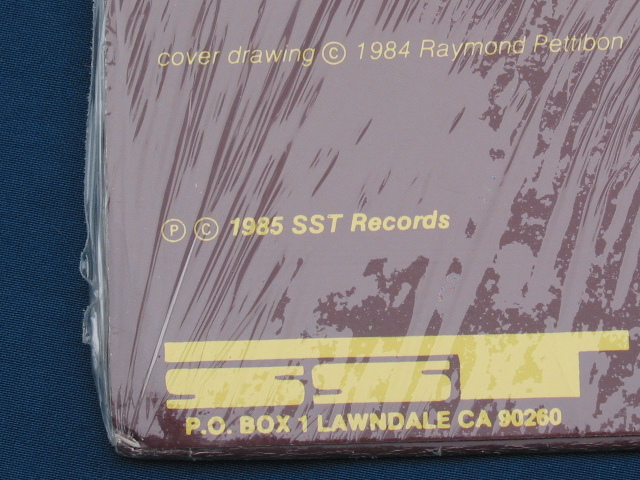 cover drawing © 1984 Raymond Pettibon
℗ © 1985 SST Records
SST
P.O. BOX 1 LAWNDALE CA 90260